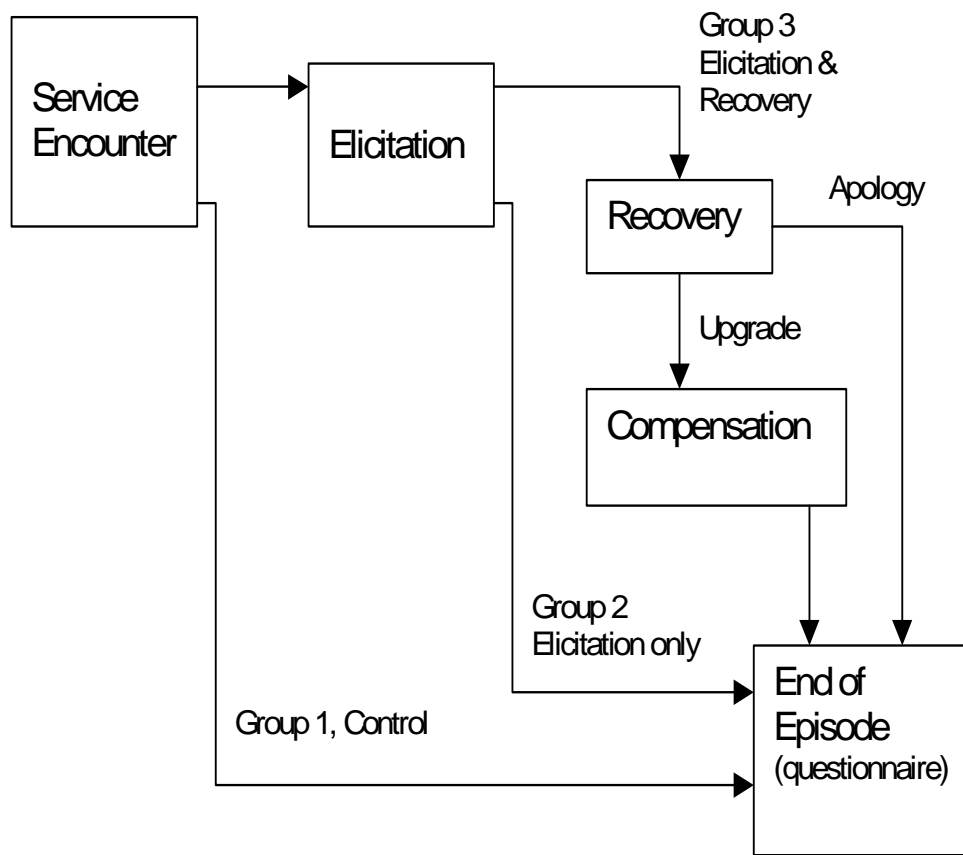 Group 3
Elicitation &
Recovery
Service
Encounter
Elicitation
Apology
Recovery
Upgrade
Compensation
Group 2
Elicitation only
End of
Episode
(questionnaire)
Group 1, Control